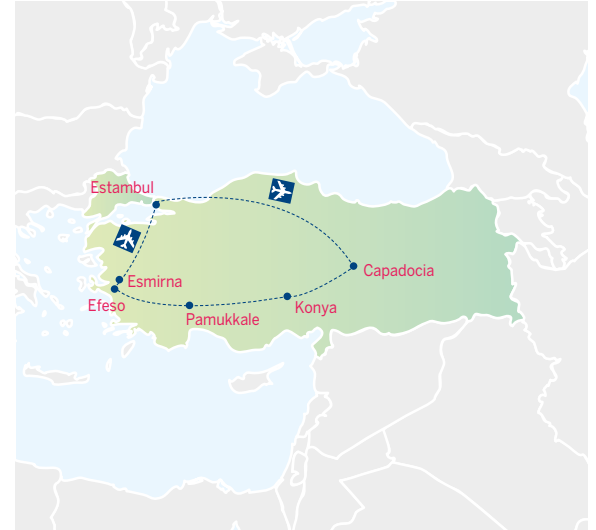 Estambul
Capadocia
Esmirna
Efeso
Konya
Pamukkale